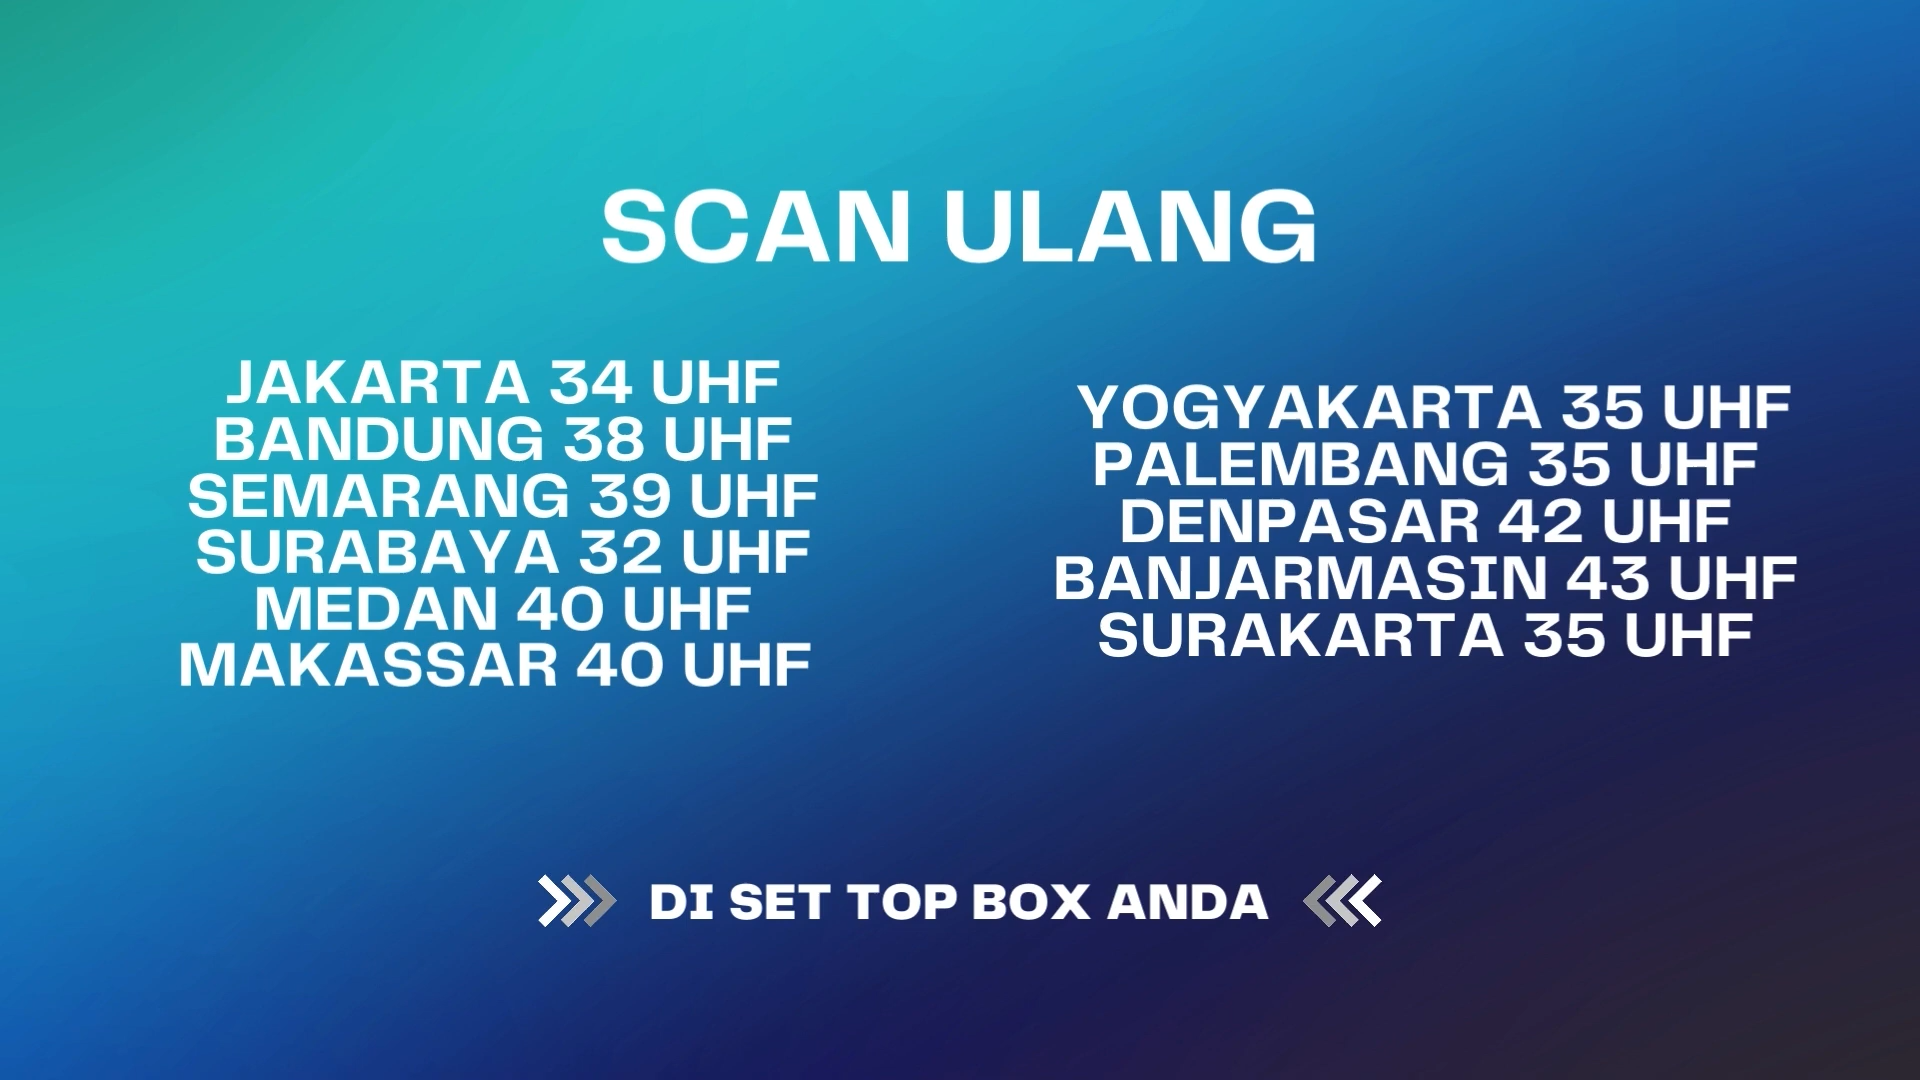 SCAN ULANG
JAKARTA 34 UHF
BANDUNG 38 UHF
SEMARANG 39 UHF
SURABAYA 32 UHF
MEDAN 40 UHF
MAKASSAR 40 UHF
YOGYAKARTA 35 UHF
PALEMBANG 35 UHF
DENPASAR 42 UHF
BANJARMASIN 43 UHF
SURAKARTA 35 UHF
DI SET TOP BOX ANDA